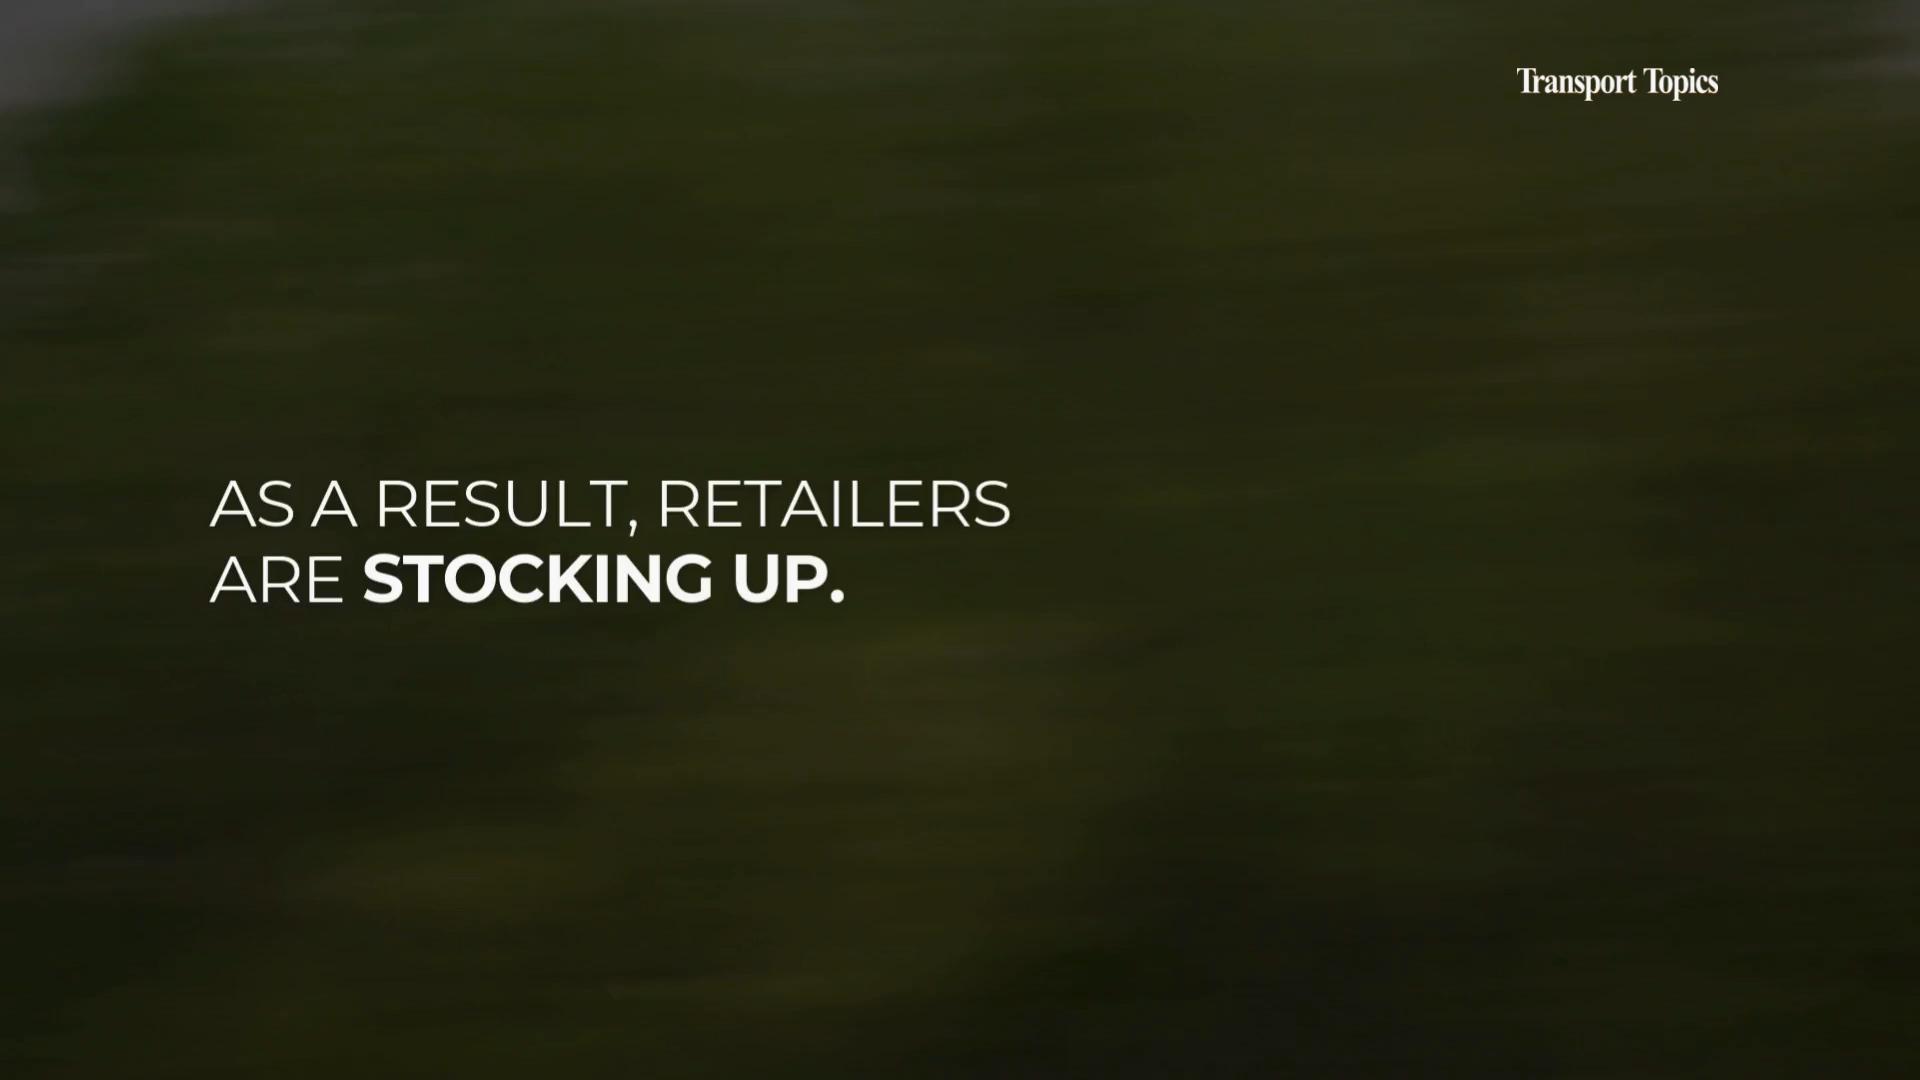 Transport Topics
AS A RESULT, RETAILERS
ARE STOCKING UP.